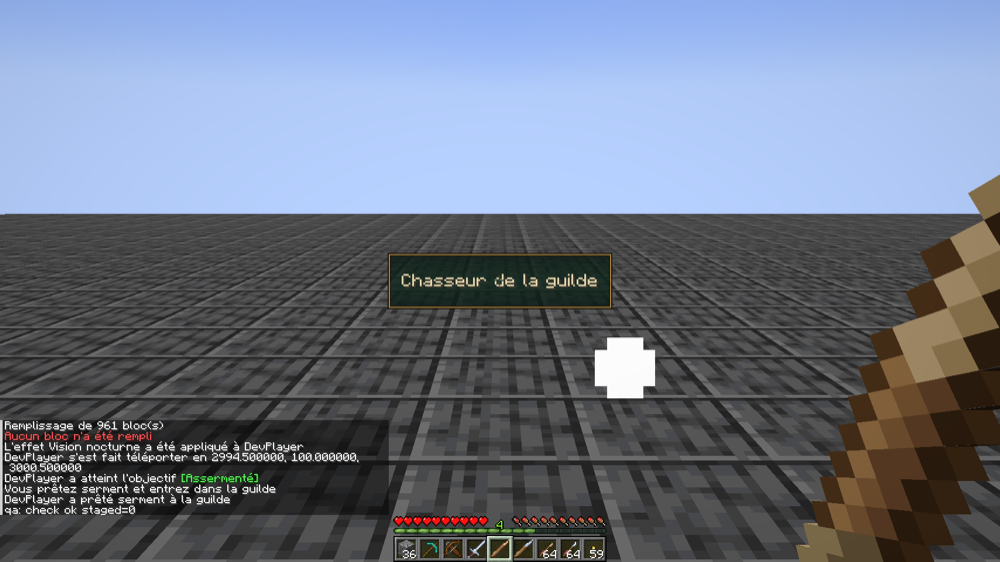 Chasseur de la guilde
Remplissage de 961 bloc(s)
Aucun bloc n'a été rempli
L'effet Vision nocturne a été appliqué à DevPlayer
DevPlayer s'est fait téléporter en 2994.500000, 100.000000,
3000.500000
DevPlayer a atteint l'objectif [Assermenté]
Vous prêtez serment et entrez dans la guilde
DevPlayer a prêté serment à la guilde
qa: check ok staged=0
4
36 64 64 59